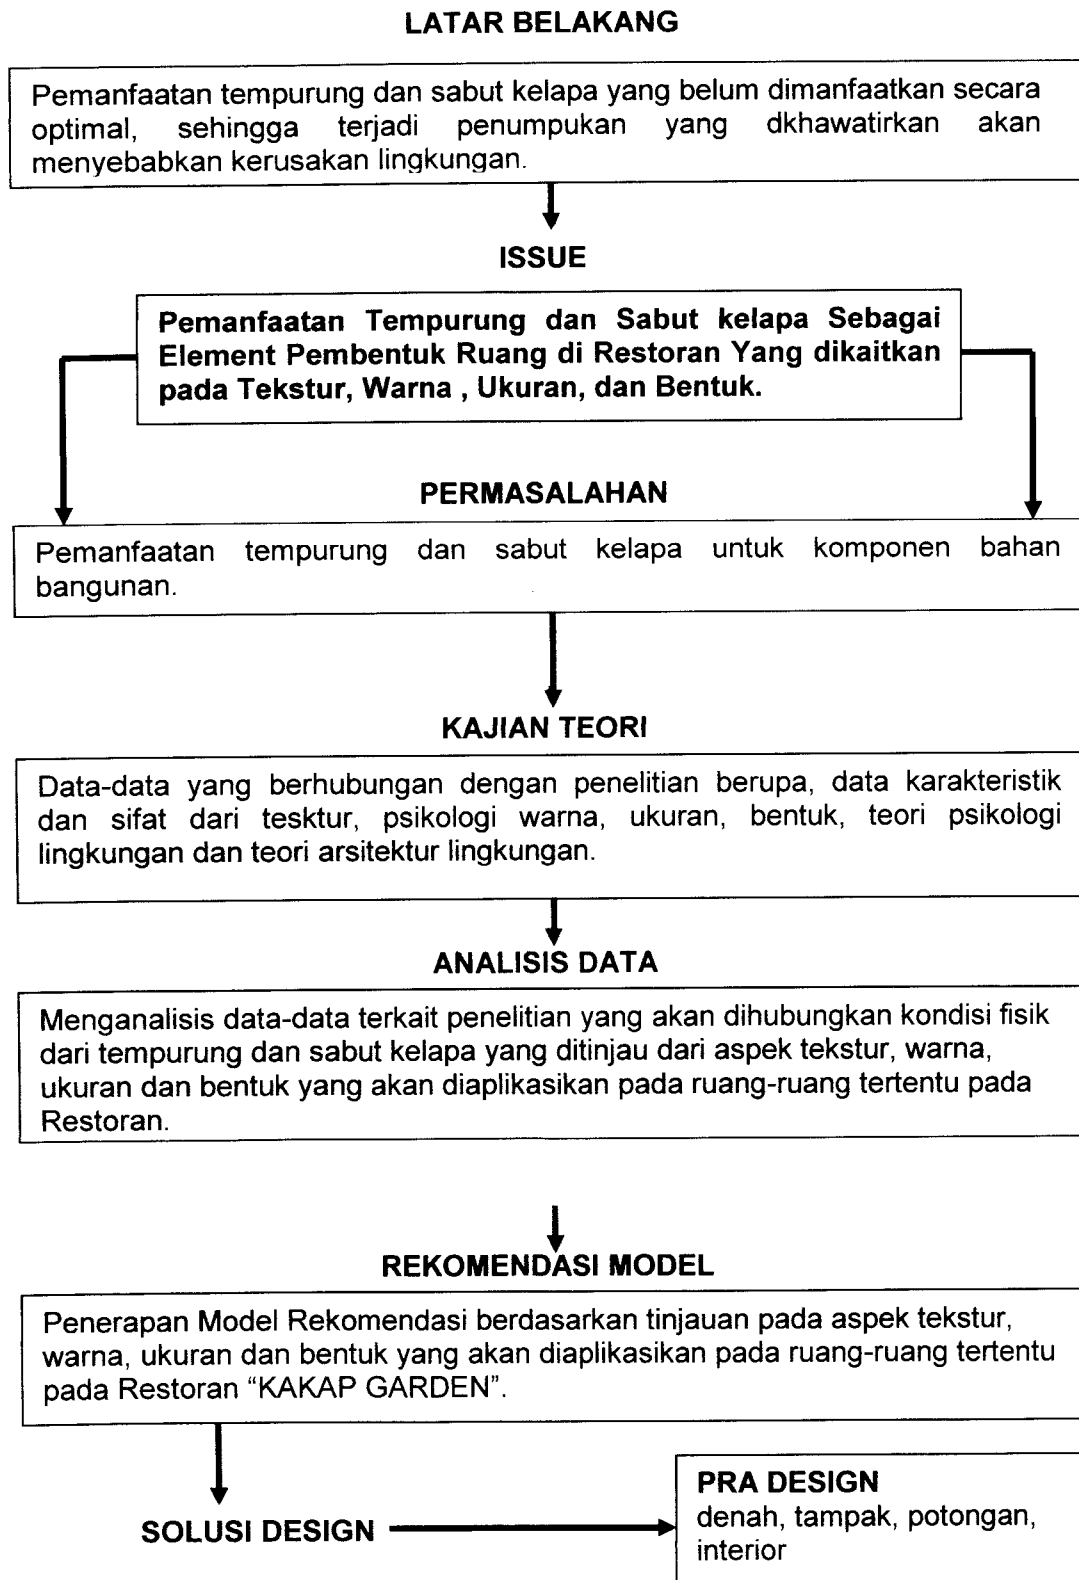 LATAR BELAKANG
Pemanfaatan tempurung dan sabut kelapa yang belum dimanfaatkan secara
optimal, sehingga terjadi penumpukan yang dkhawatirkan akan
menyebabkan kerusakan lingkungan.
ISSUE
Pemanfaatan Tempurung dan Sabut kelapa Sebagai
Element Pembentuk Ruang di Restoran Yang dikaitkan
pada Tekstur, Warna , Ukuran, dan Bentuk.
PERMASALAHAN
Pemanfaatan tempurung dan sabut kelapa untuk komponen bahan
bangunan.
KAJIAN TEORI
Data-data yang berhubungan dengan penelitian berupa, data karakteristik
dan sifat dari tesktur, psikologi warna, ukuran, bentuk, teori psikologi
lingkungan dan teori arsitektur lingkungan.
ANALISIS DATA
Menganalisis data-data terkait penelitian yang akan dihubungkan kondisi fisik
dari tempurung dan sabut kelapa yang ditinjau dari aspek tekstur, warna,
ukuran dan bentuk yang akan diaplikasikan pada ruang-ruang tertentu pada
Restoran.
REKOMENDASI MODEL
Penerapan Model Rekomendasi berdasarkan tinjauan pada aspek tekstur,
warna, ukuran dan bentuk yang akan diaplikasikan pada ruang-ruang tertentu
pada Restoran “KAKAP GARDEN”.
SOLUSI DESIGN
PRA DESIGN
denah, tampak, potongan,
interior